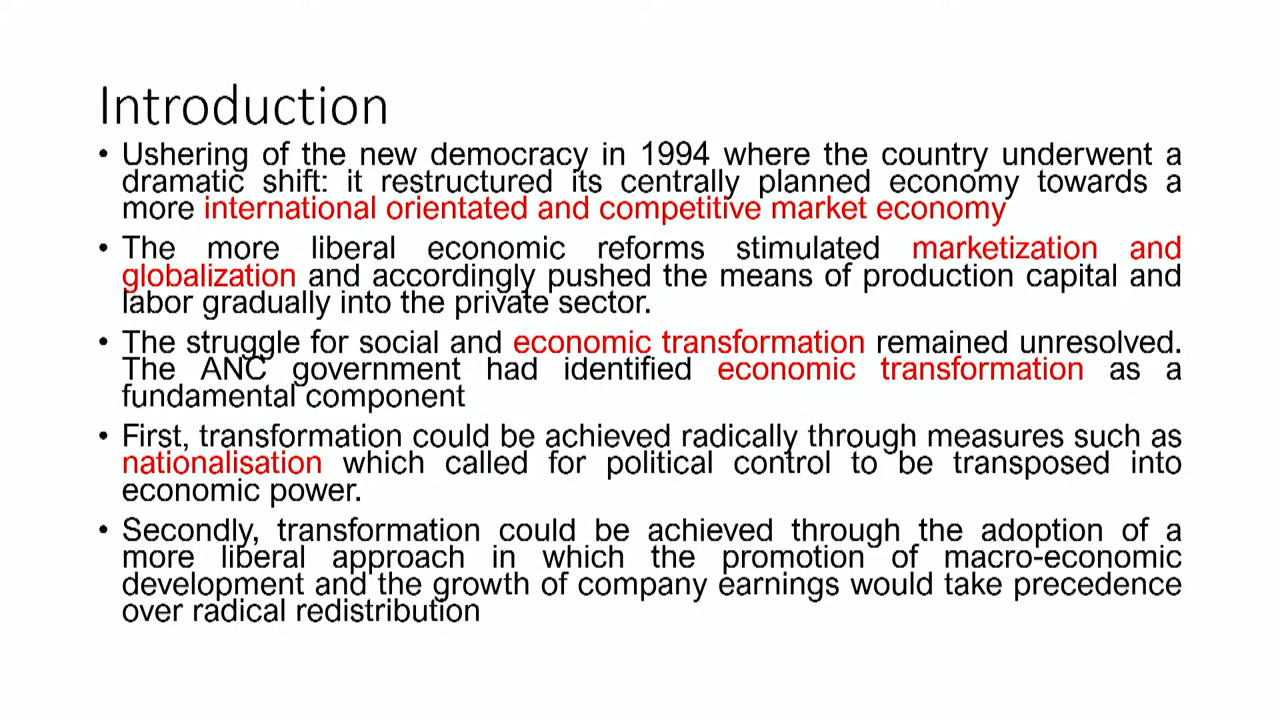 Introduction
• Ushering of the new democracy in 1994 where the country underwent a
dramatic shift: it restructured its centrally planned economy towards a
more international orientated and competitive market economy
• The more liberal economic reforms stimulated marketization and
globalization and accordingly pushed the means of production capital and
labor gradually into the private sector.
• The struggle for social and economic transformation remained unresolved.
The ANC government had identified economic transformation as a
fundamental component
• First, transformation could be achieved radically through measures such as
nationalisation which called for political control to be transposed into
economic power.
• Secondly, transformation could be achieved through the adoption of a
more liberal approach in which the promotion of macro-economic
development and the growth of company earnings would take precedence
over radical redistribution